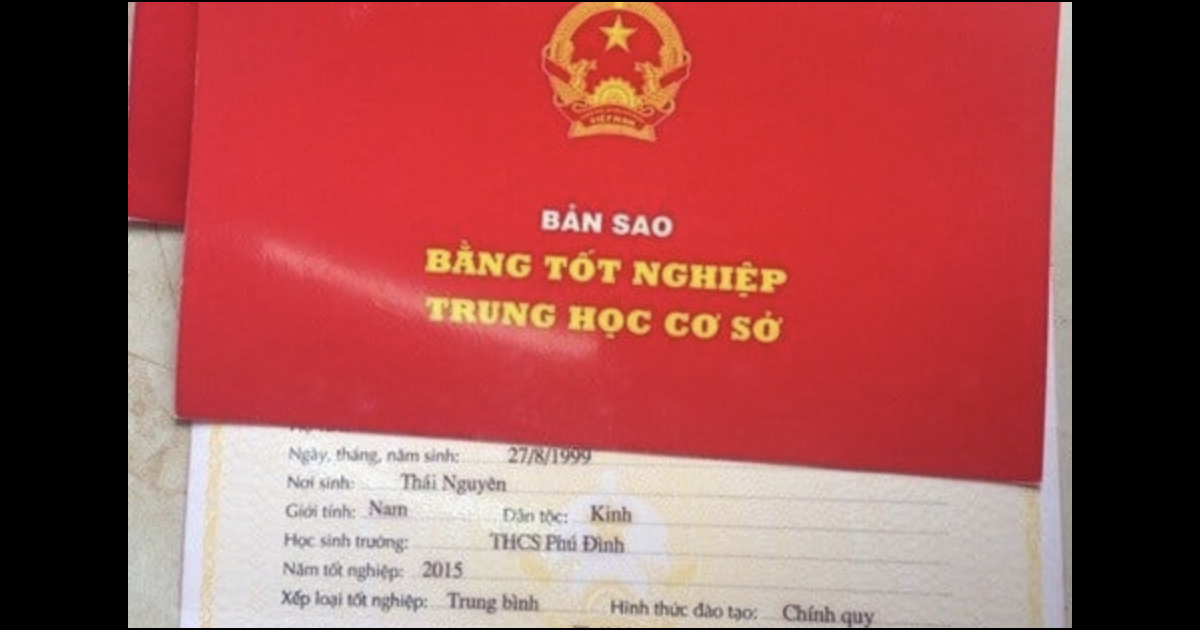 VIỆT NAM
BẢN SAO
BẰNG TỐT NGHIỆP
TRUNG HỌC CƠ SỞ
Ngày, tháng, năm sinh: 27/8/1999
Nơi sinh: Thái Nguyên
Giới tính: Nam Dân tộc: Kinh
Học sinh trường: THCS Phú Đình
Năm tốt nghiệp: 2015
Xếp loại tốt nghiệp: Trung bình Hình thức đào tạo: Chính quy